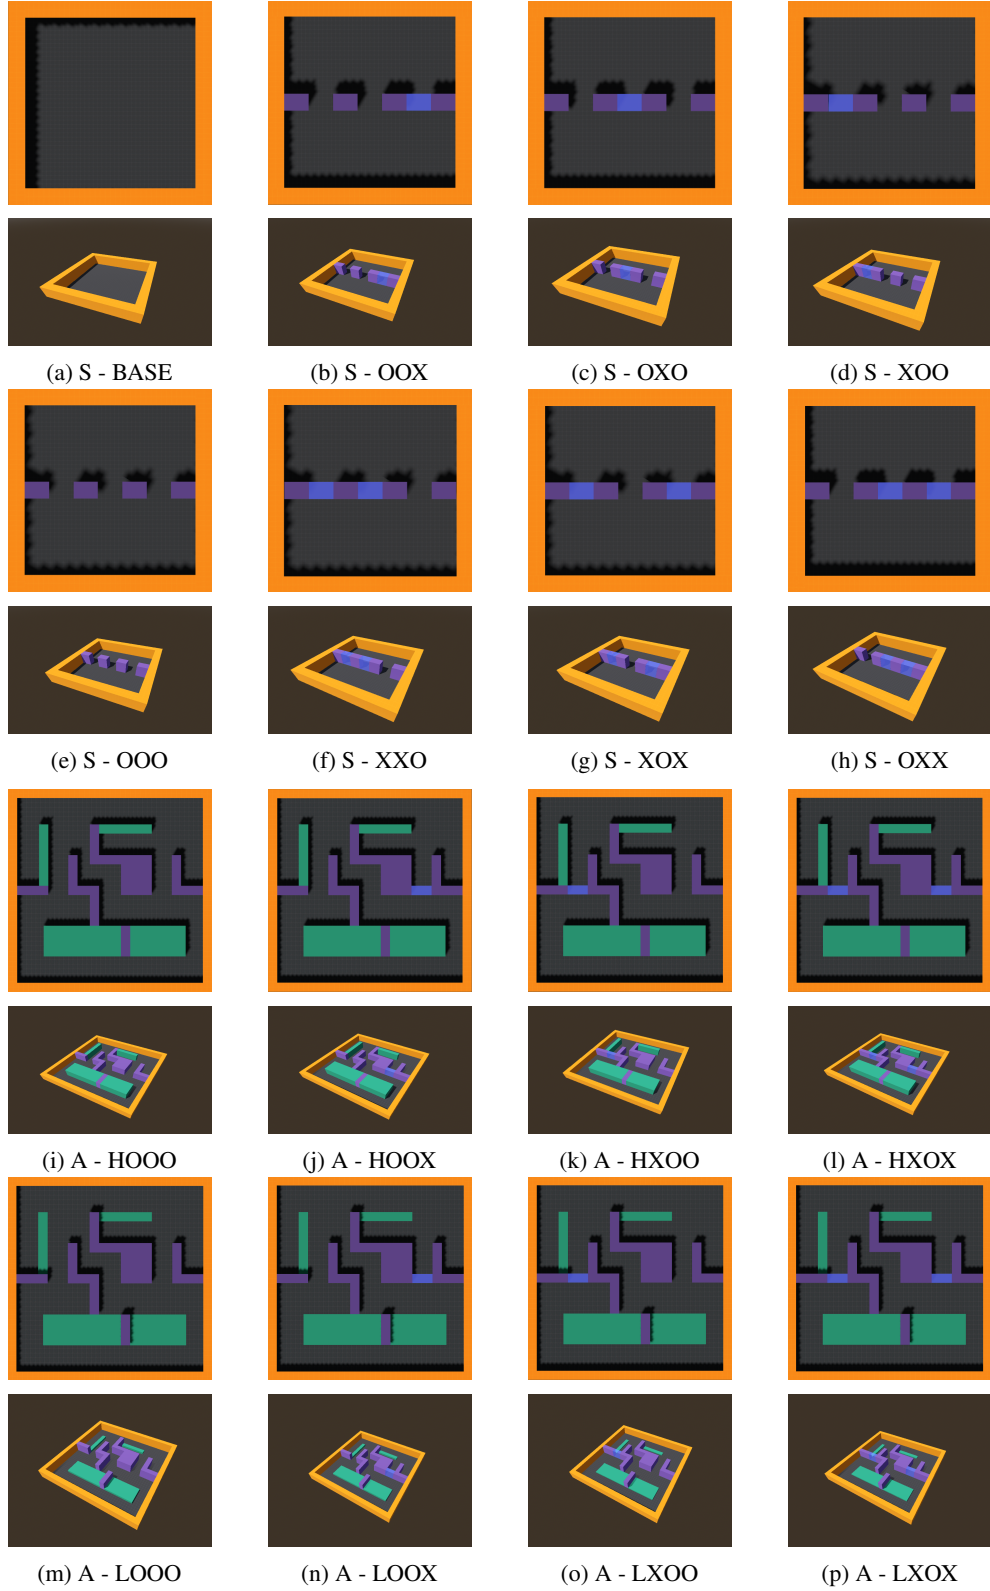 (a) S - BASE
(b) S - OOX
(c) S - OXO
(d) S - XOO
(e) S - OOO
(f) S - XXO
(g) S - XOX
(h) S - OXX
(i) A - HOOO
(j) A - HOOX
(k) A - HXOO
(l) A - HXOX
(m) A - LOOO
(n) A - LOOX
(o) A - LXOO
(p) A - LXOX